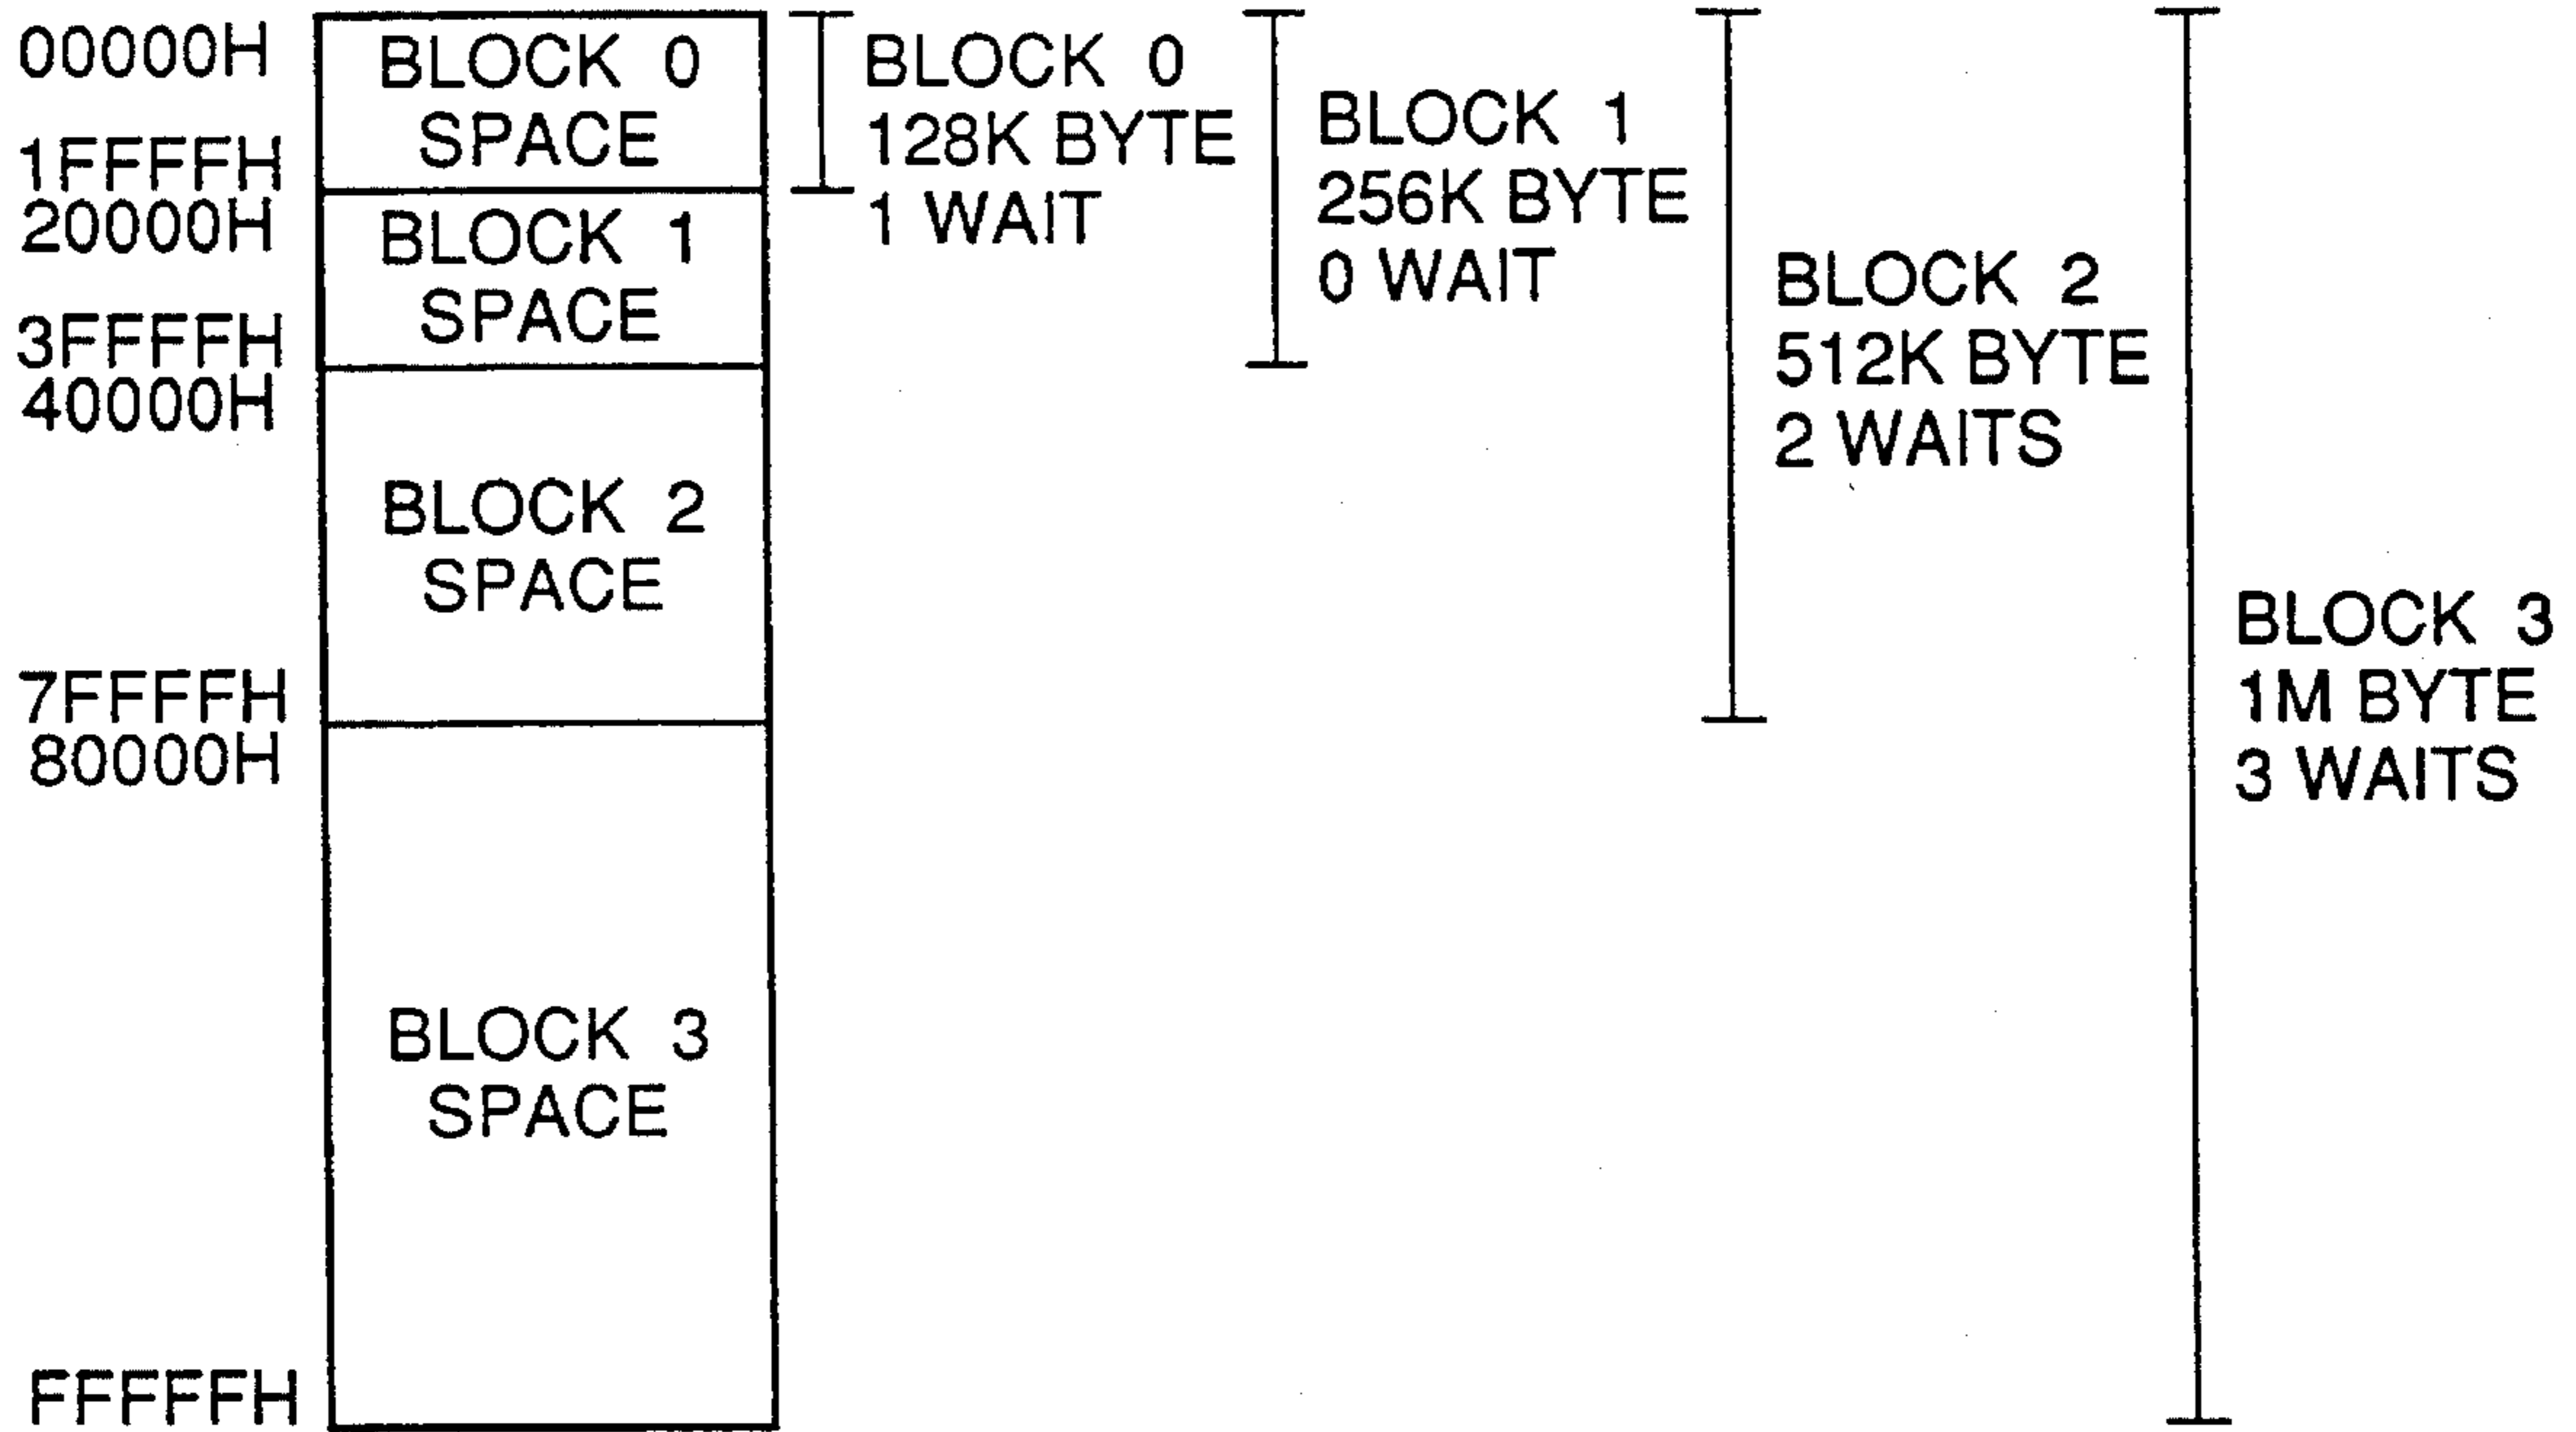 00000H
1FFFFH
20000H
3FFFFH
40000H
7FFFFH
80000H
FFFFFH
BLOCK 0
SPACE
BLOCK 1
SPACE
BLOCK 2
SPACE
BLOCK 3
SPACE
BLOCK 0
128K BYTE
1 WAIT
BLOCK 1
256K BYTE
0 WAIT
BLOCK 2
512K BYTE
2 WAITS
BLOCK 3
1M BYTE
3 WAITS